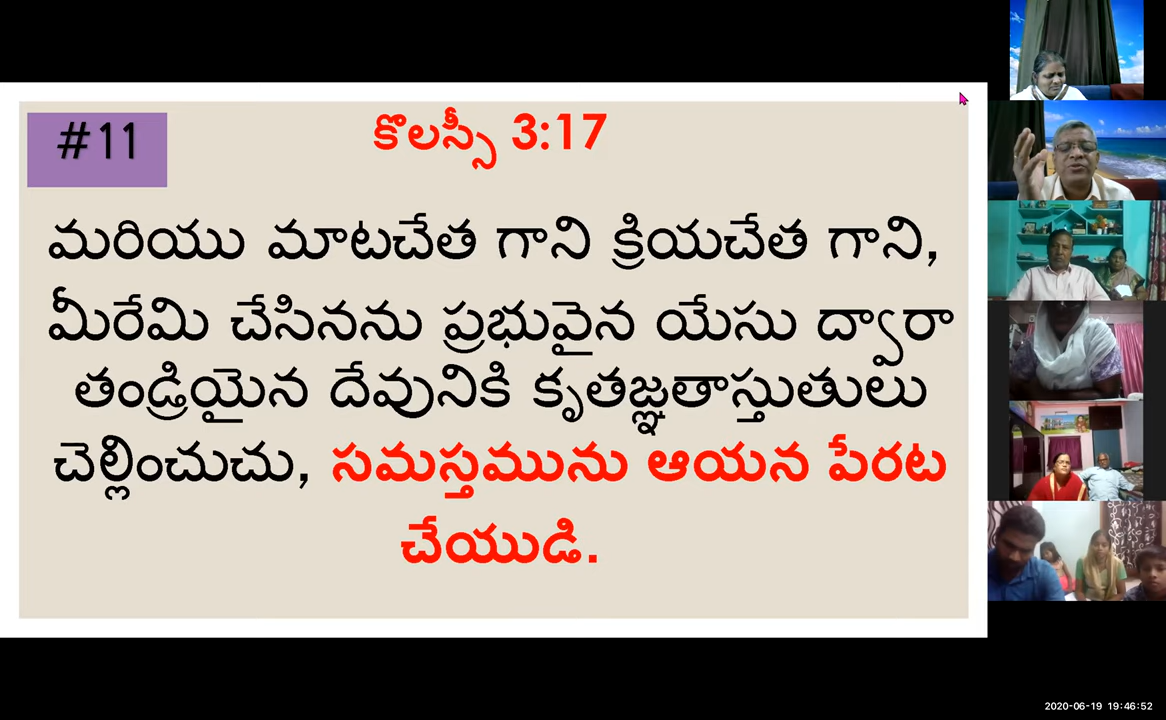 #11
కొలస్సీ 3:17
మరియు మాటచేత గాని క్రియచేత గాని,
మీరేమి చేసినను ప్రభువైన యేసు ద్వారా
తండ్రియైన దేవునికి కృతజ్ఞతాస్తుతులు
చెల్లించుచు, సమస్తమును ఆయన పేరట
చేయుడి.
2020-06-19 19:46:52